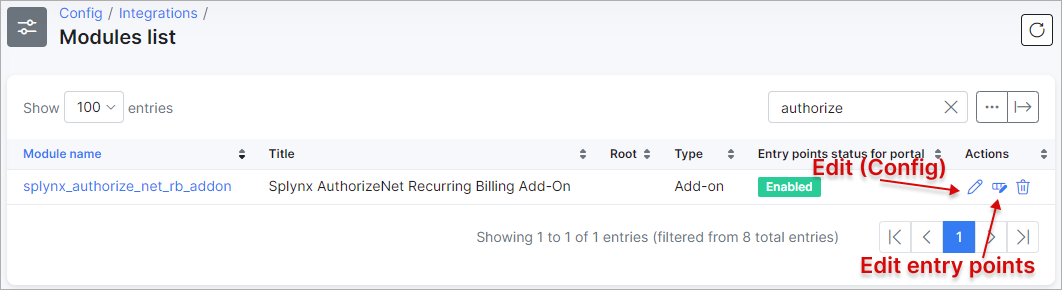 Config / Integrations /
Modules list
Show 100 entries
authorize
Module name Title Root Type Entry points status for portal Actions
Edit (Config)
splynx_authorize_net_rb_addon Splynx AuthorizeNet Recurring Billing Add-On Add-on Enabled
Showing 1 to 1 of 1 entries (filtered from 8 total entries) 1
Edit entry points